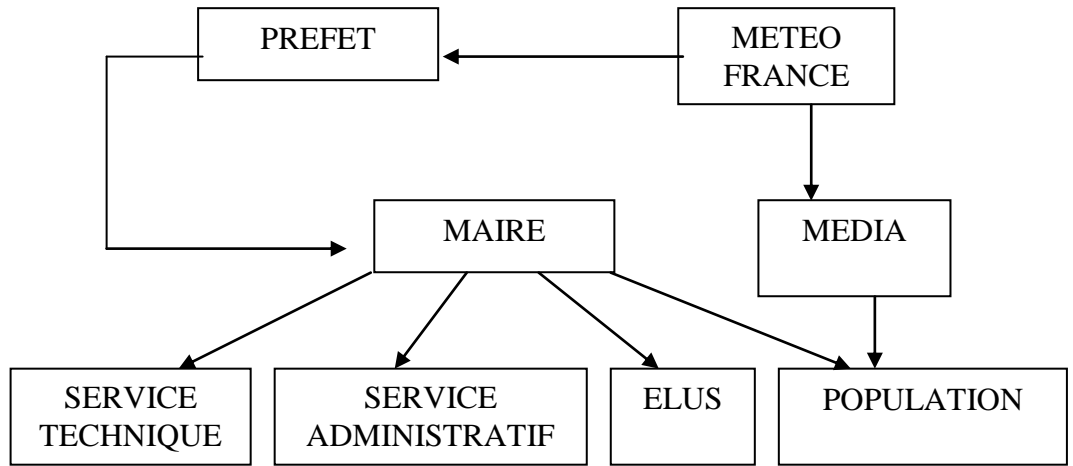 PREFET
METEO
FRANCE
MAIRE
MEDIA
SERVICE
TECHNIQUE
SERVICE
ADMINISTRATIF
ELUS
POPULATION